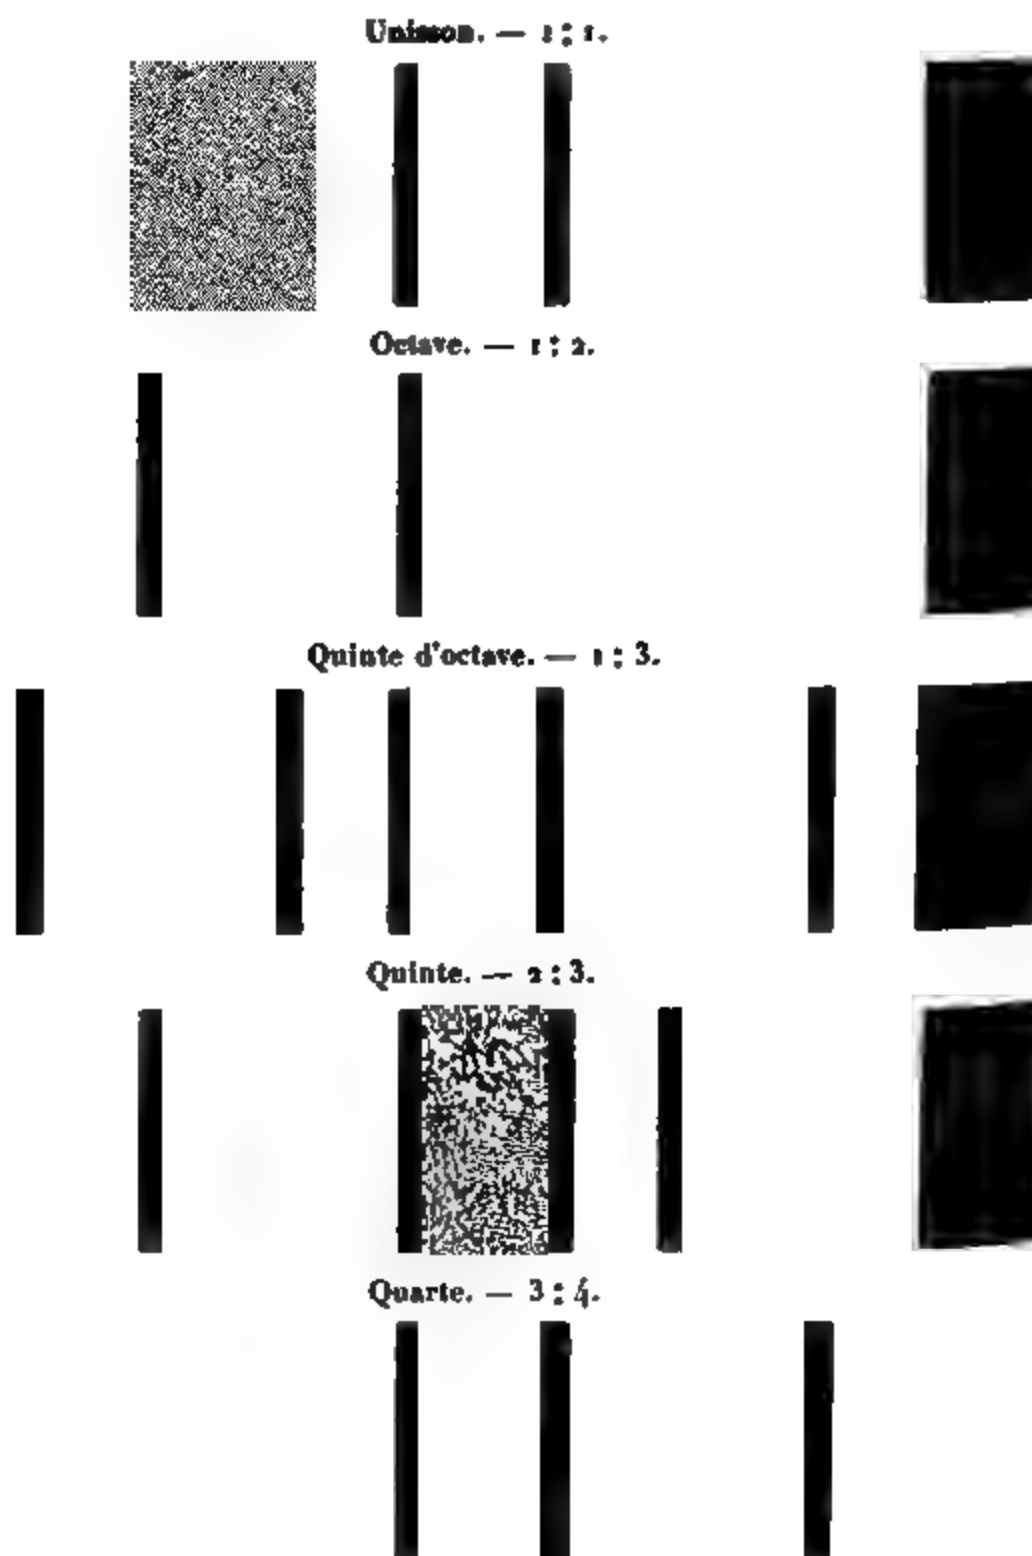 Unisson. — 1 : 1.
Octave. — 1 : 2.
Quinte d'octave. — 1 : 3.
Quinte. — 2 : 3.
Quarte. — 3 : 4.